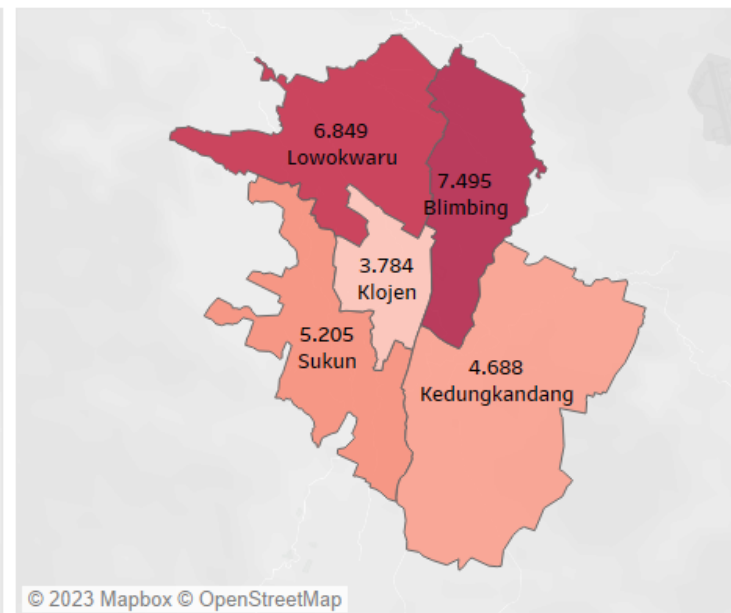 6.849
Lowokwaru
7.495
Blimbing
3.784
Klojen
5.205
Sukun
4.688
Kedungkandang
© 2023 Mapbox © OpenStreetMap